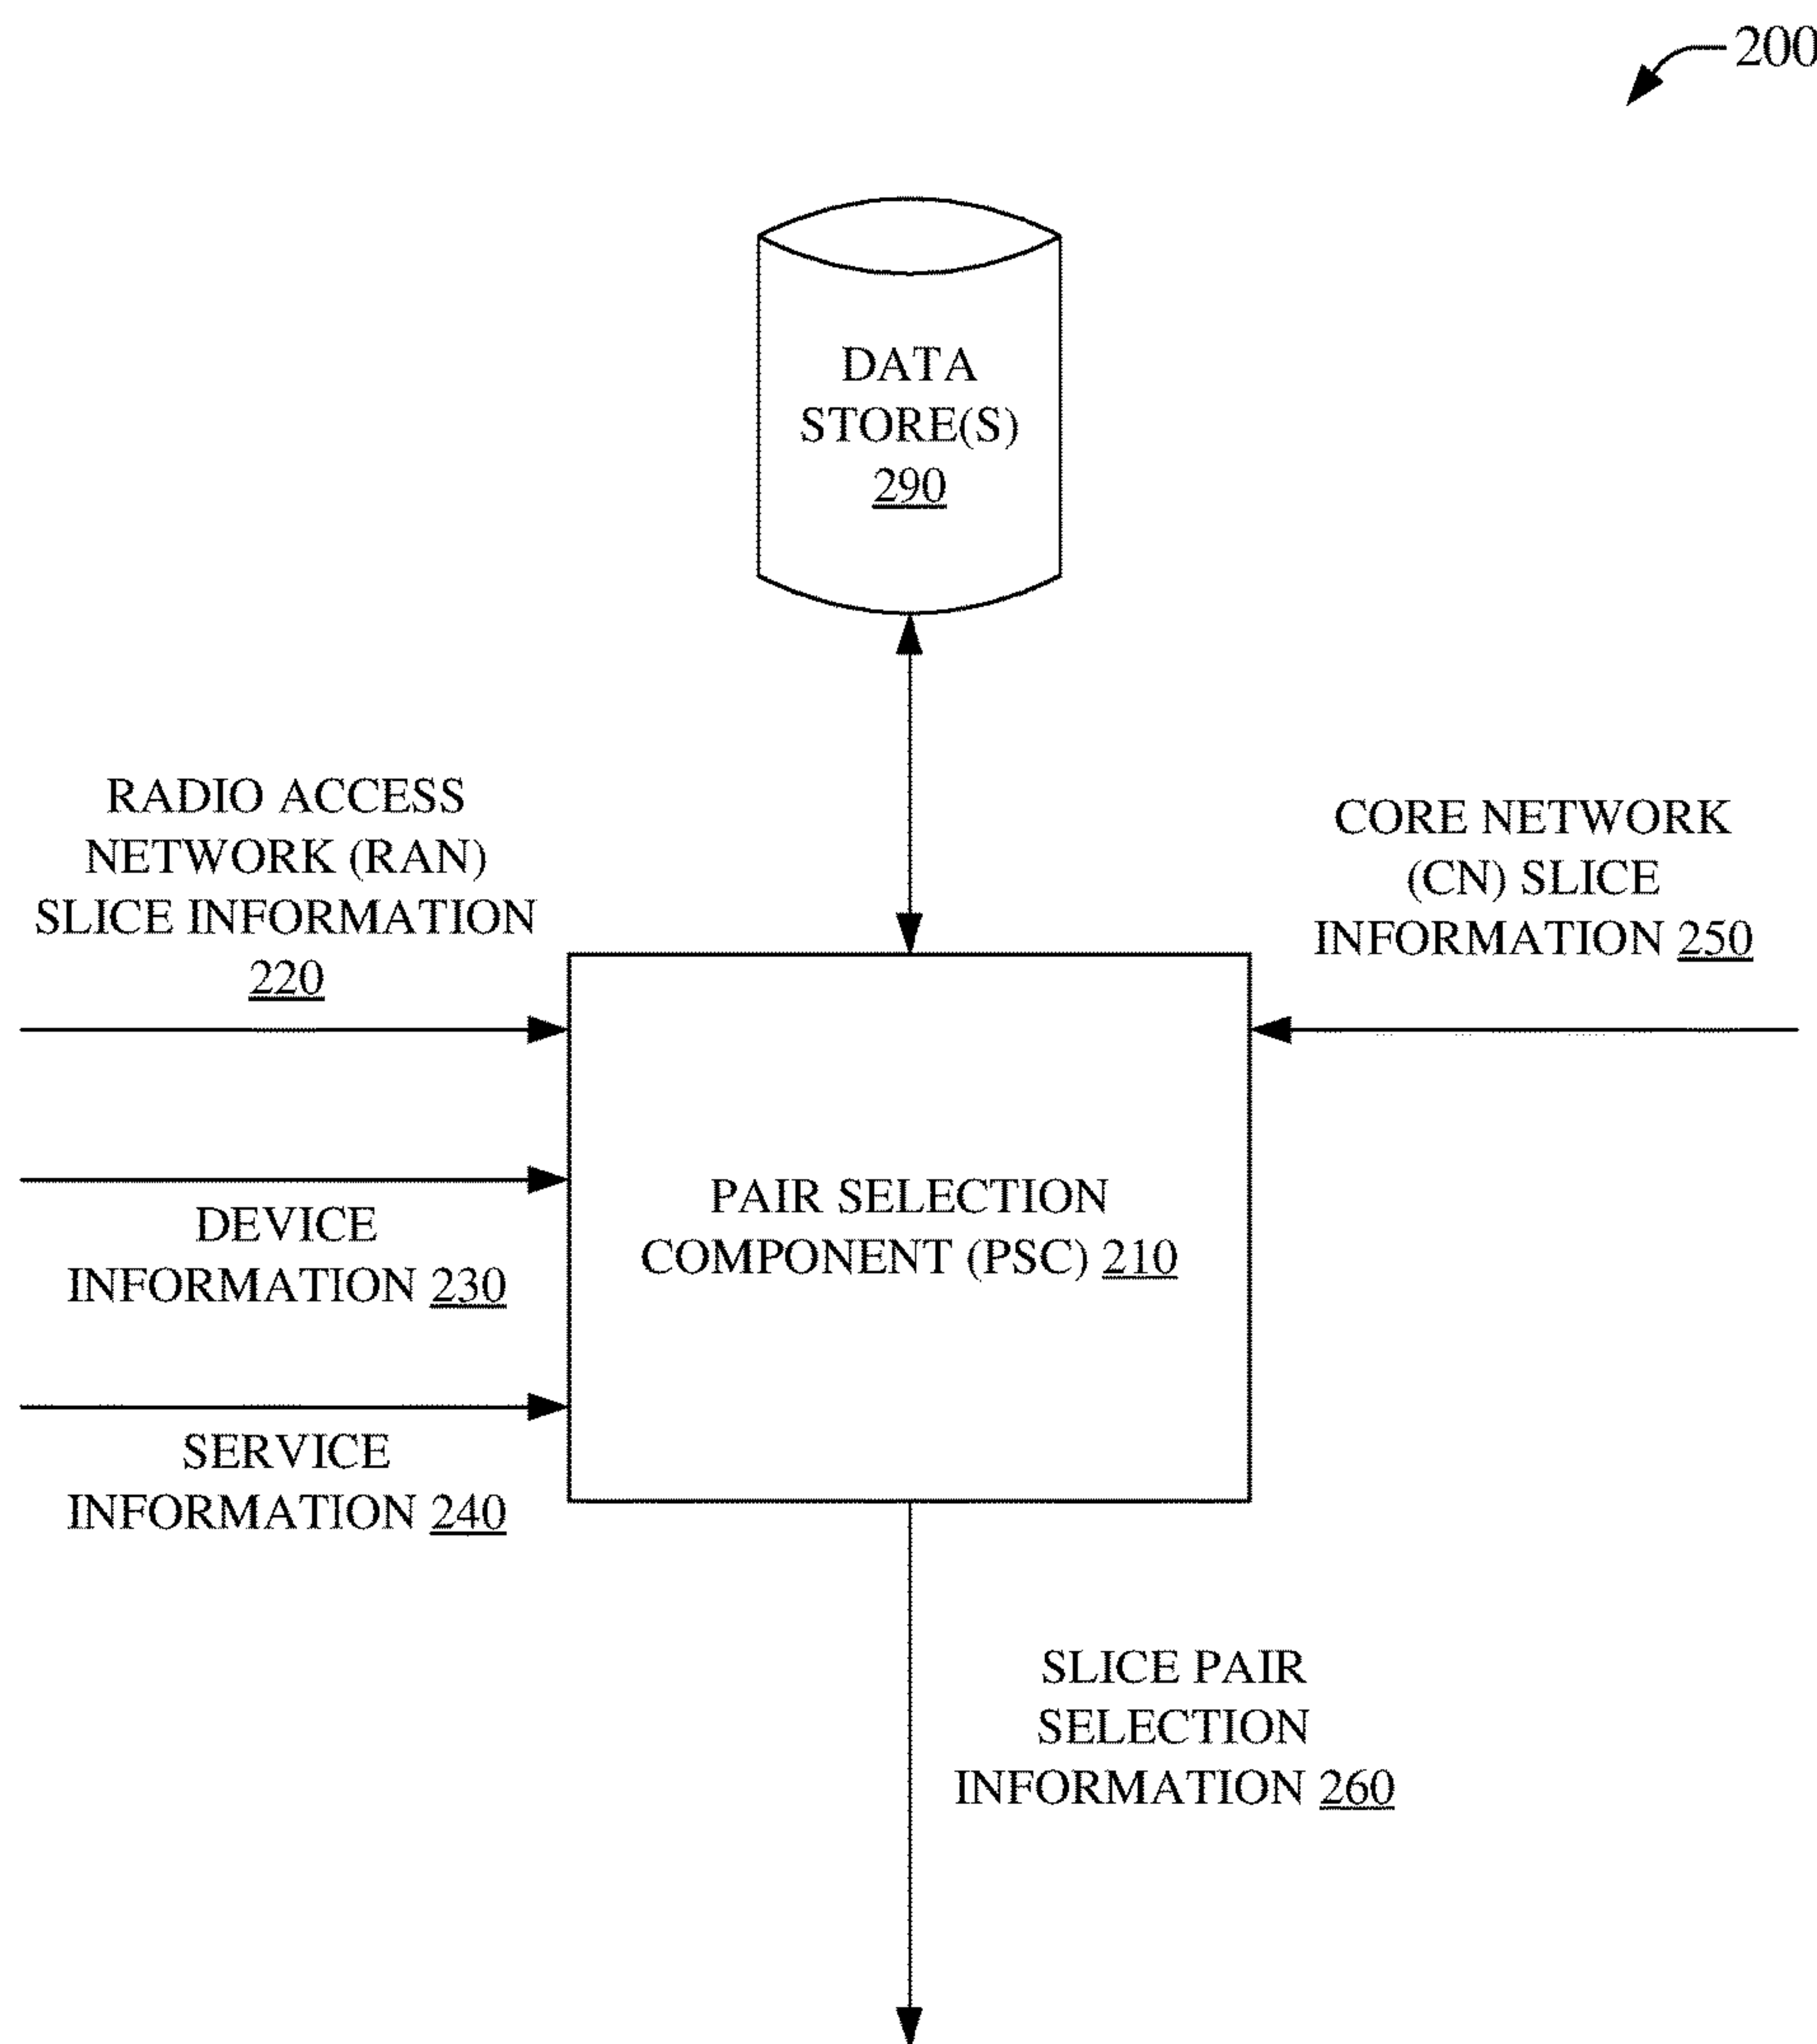 200
DATA
STORE(S)
290
RADIO ACCESS
NETWORK (RAN)
SLICE INFORMATION
220
CORE NETWORK
(CN) SLICE
INFORMATION 250
DEVICE
INFORMATION 230
PAIR SELECTION
COMPONENT (PSC) 210
SERVICE
INFORMATION 240
SLICE PAIR
SELECTION
INFORMATION 260